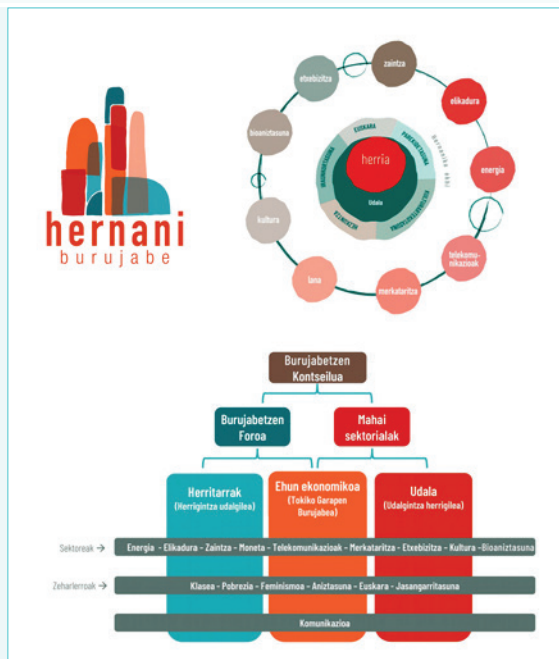 hernani
burujabe
zaintza
etxebizitza
elikadura
bioaniztasuna
energia
kultura
telekomu-
nikazioak
lana
merkataritza
EUSKARA
PAREKIDETASUNA
HEZKUNTZA
herria
Udala
Burujabetzen
Kontseilua
Burujabetzen
Foroa
Mahai
sektorialak
Herritarrak
(Herrigintza udalgilea)
Ehun ekonomikoa
(Tokiko Garapen
Burujabea)
Udala
(Udalgintza herrigilea)
Sektoreak → Energia - Elikadura - Zaintza - Moneta - Telekomunikazioak - Merkataritza - Etxebizitza - Kultura -Bioaniztasuna
Zeharlerroak → Klasea - Pobrezia - Feminismoa - Aniztasuna - Euskara - Jasangarritasuna
Komunikazioa